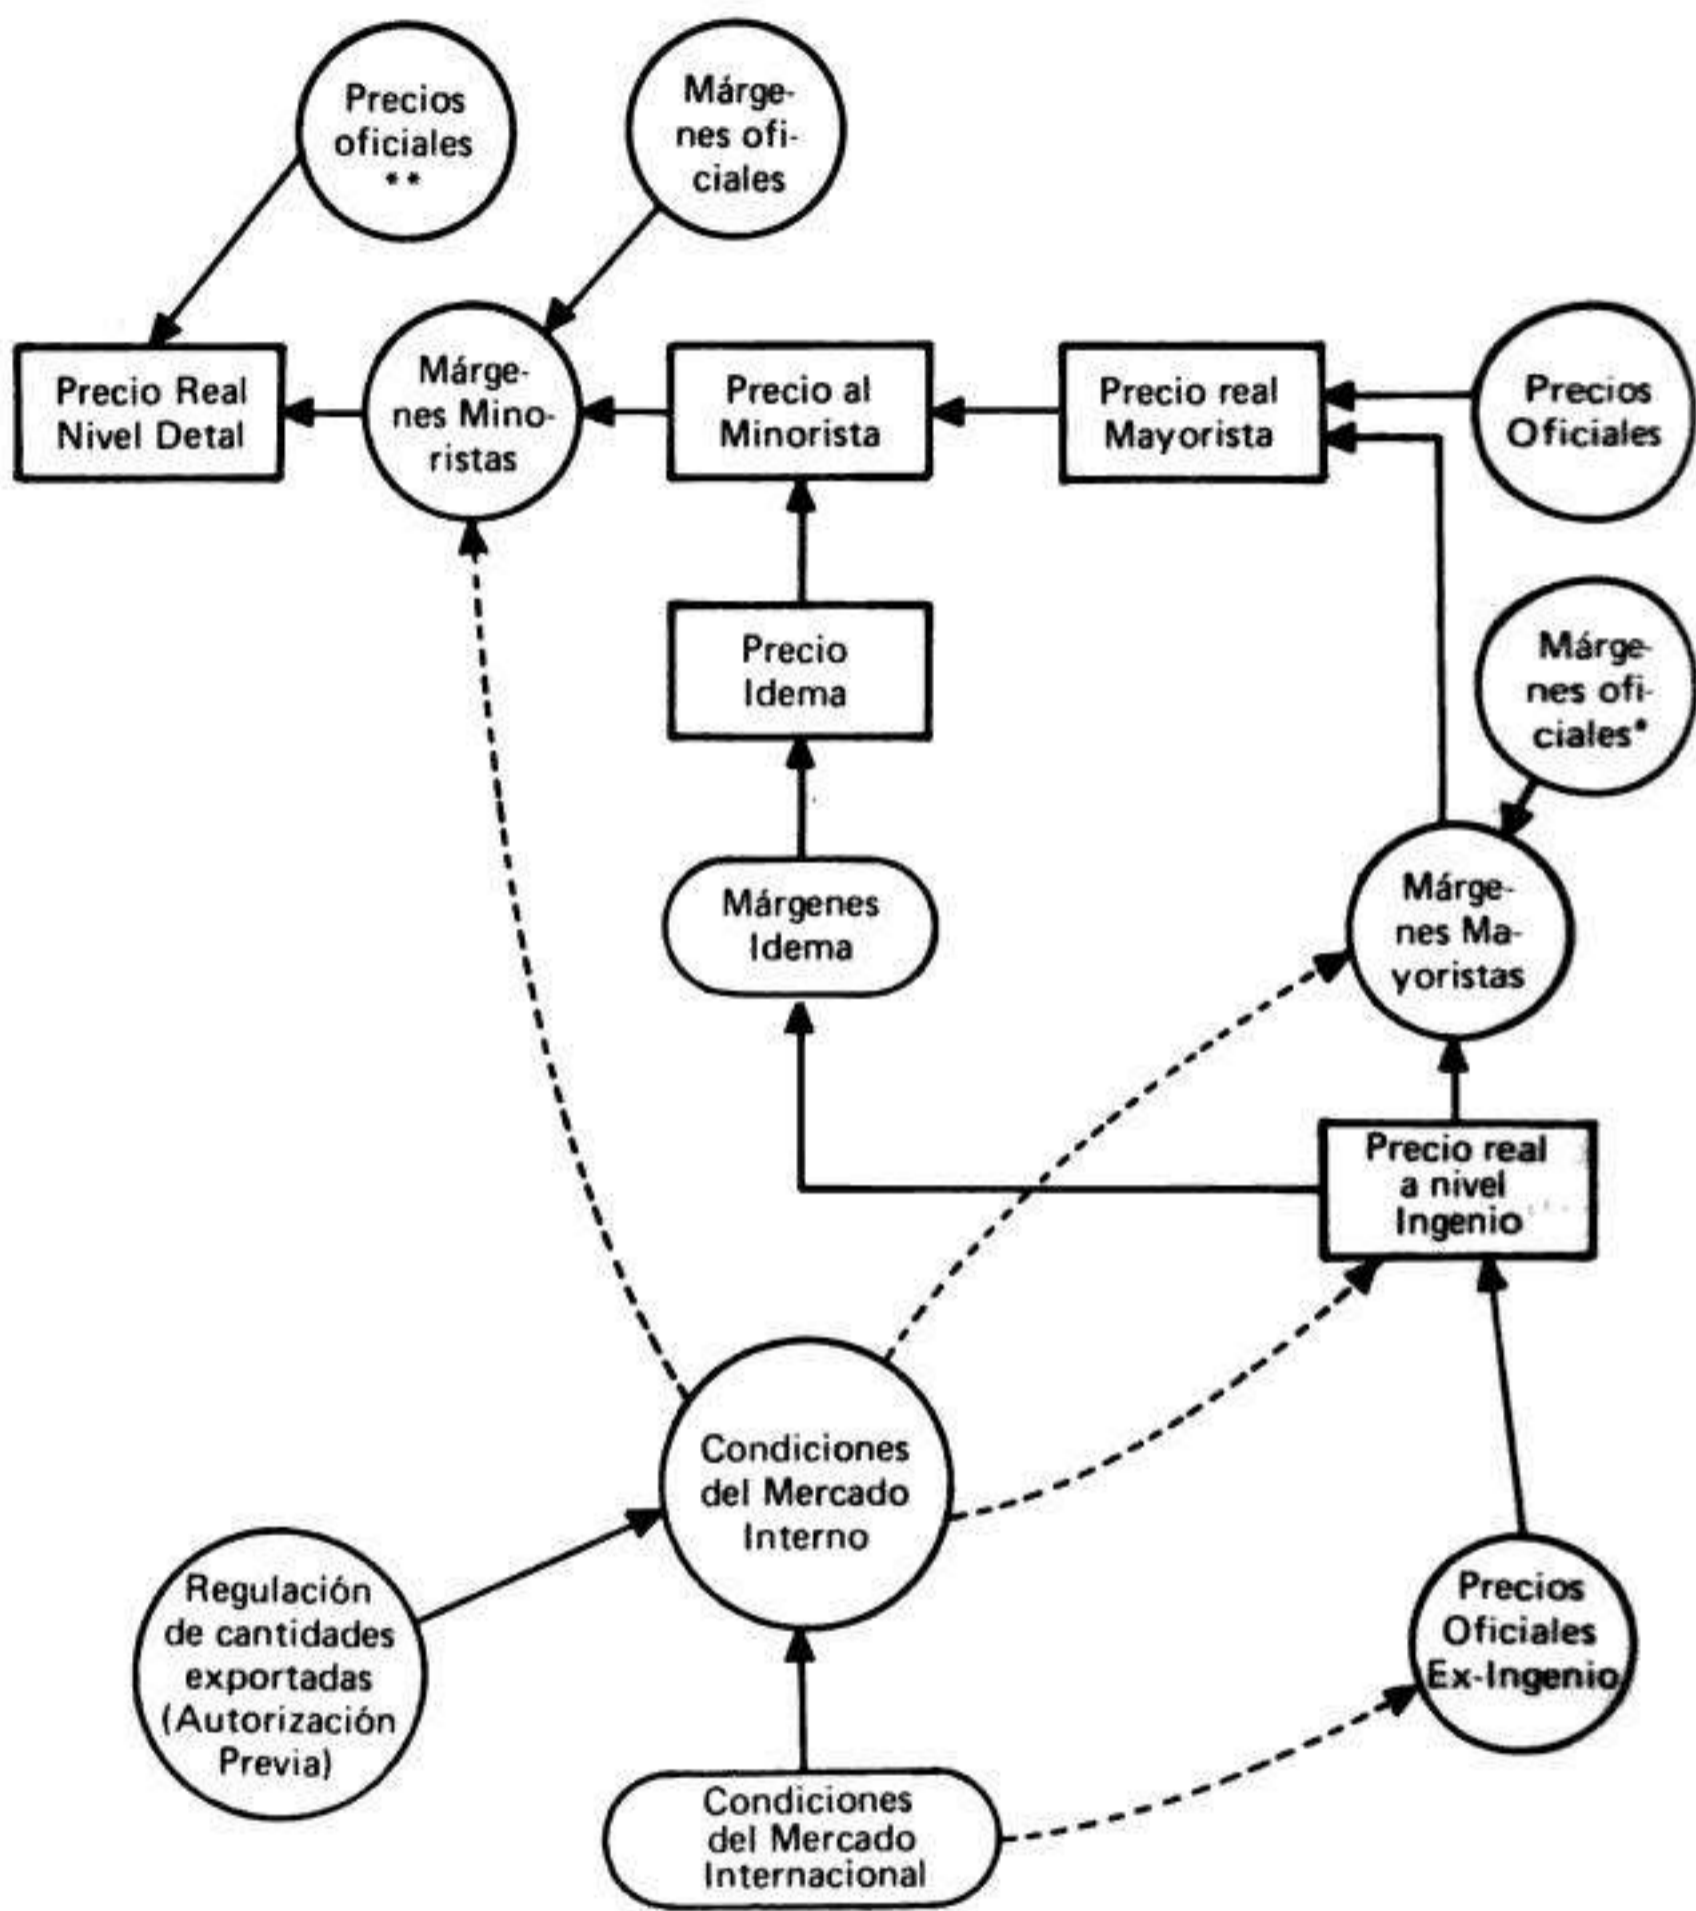 Precios
oficiales
**
Márge-
nes ofi-
ciales
Precio Real
Nivel Detal
Márge-
nes Mino-
ristas
Precio al
Minorista
Precio real
Mayorista
Precios
Oficiales
Precio
Idema
Márge-
nes ofi-
ciales*
Márgenes
Idema
Márge-
nes Ma-
yoristas
Precio real
a nivel
Ingenio
Condiciones
del Mercado
Interno
Regulación
de cantidades
exportadas
(Autorización
Previa)
Precios
Oficiales
Ex-Ingenio
Condiciones
del Mercado
Internacional